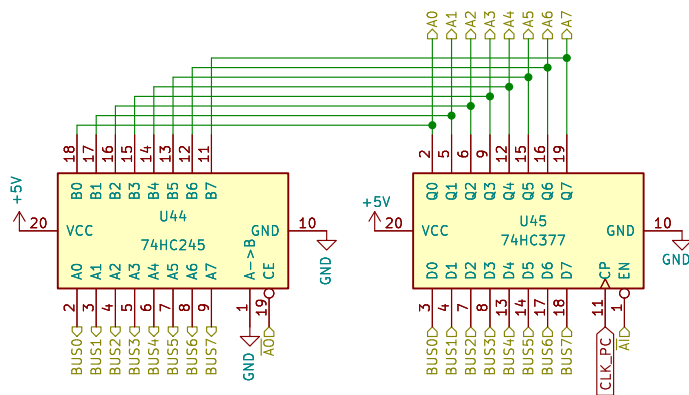 A0 A1 A2 A3 A4 A5 A6 A7
18 17 16 15 14 13 12 11
2 5 6 9 12 15 16 19
B0 B1 B2 B3 B4 B5 B6 B7
Q0 Q1 Q2 Q3 Q4 Q5 Q6 Q7
+5V 20 VCC U44 74HC245 GND 10 GND
+5V 20 VCC U45 74HC377 GND 10 GND
A0 A1 A2 A3 A4 A5 A6 A7 A->B CE
D0 D1 D2 D3 D4 D5 D6 D7 CP EN
2 3 4 5 6 7 8 9 1 19
3 4 7 8 13 14 17 18 11 1
BUS0 BUS1 BUS2 BUS3 BUS4 BUS5 BUS6 BUS7 GND AO
BUS0 BUS1 BUS2 BUS3 BUS4 BUS5 BUS6 BUS7 CLK_PC AI